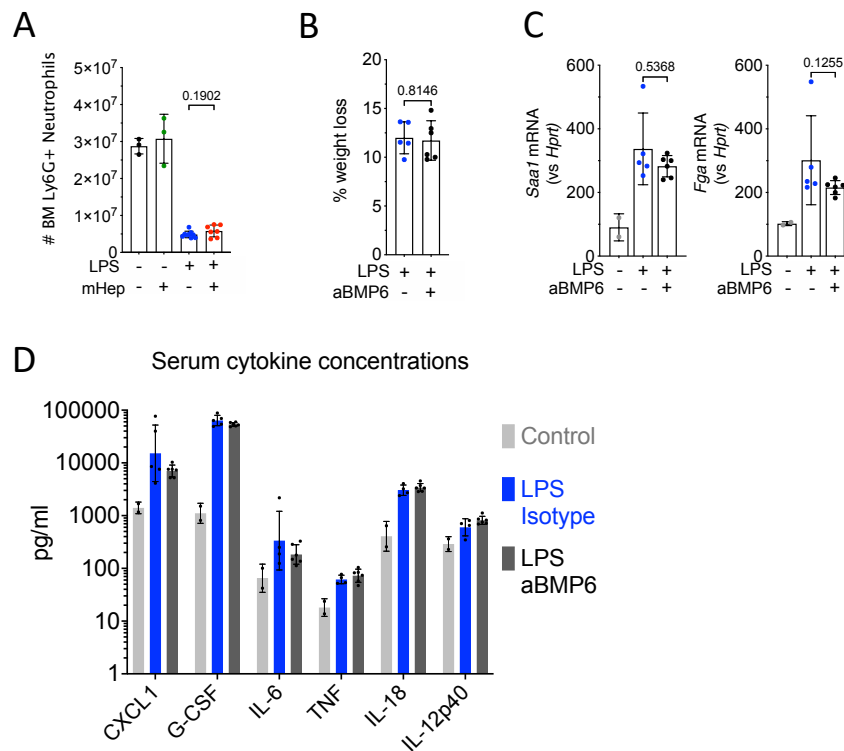 A
# BM Ly6G+ Neutrophils
5×10⁷
4×10⁷
3×10⁷
2×10⁷
1×10⁷
0
0.1902
LPS - - + +
mHep - + - +
B
% weight loss
20
15
10
5
0
0.8146
LPS + +
aBMP6 - +
C
Saa1 mRNA
(vs Hprt)
600
400
200
0
0.5368
LPS - + +
aBMP6 - - +
Fga mRNA
(vs Hprt)
600
400
200
0
0.1255
LPS - + +
aBMP6 - - +
D
Serum cytokine concentrations
pg/ml
100000
10000
1000
100
10
1
CXCL1
G-CSF
IL-6
TNF
IL-18
IL-12p40
Control
LPS
Isotype
LPS
aBMP6